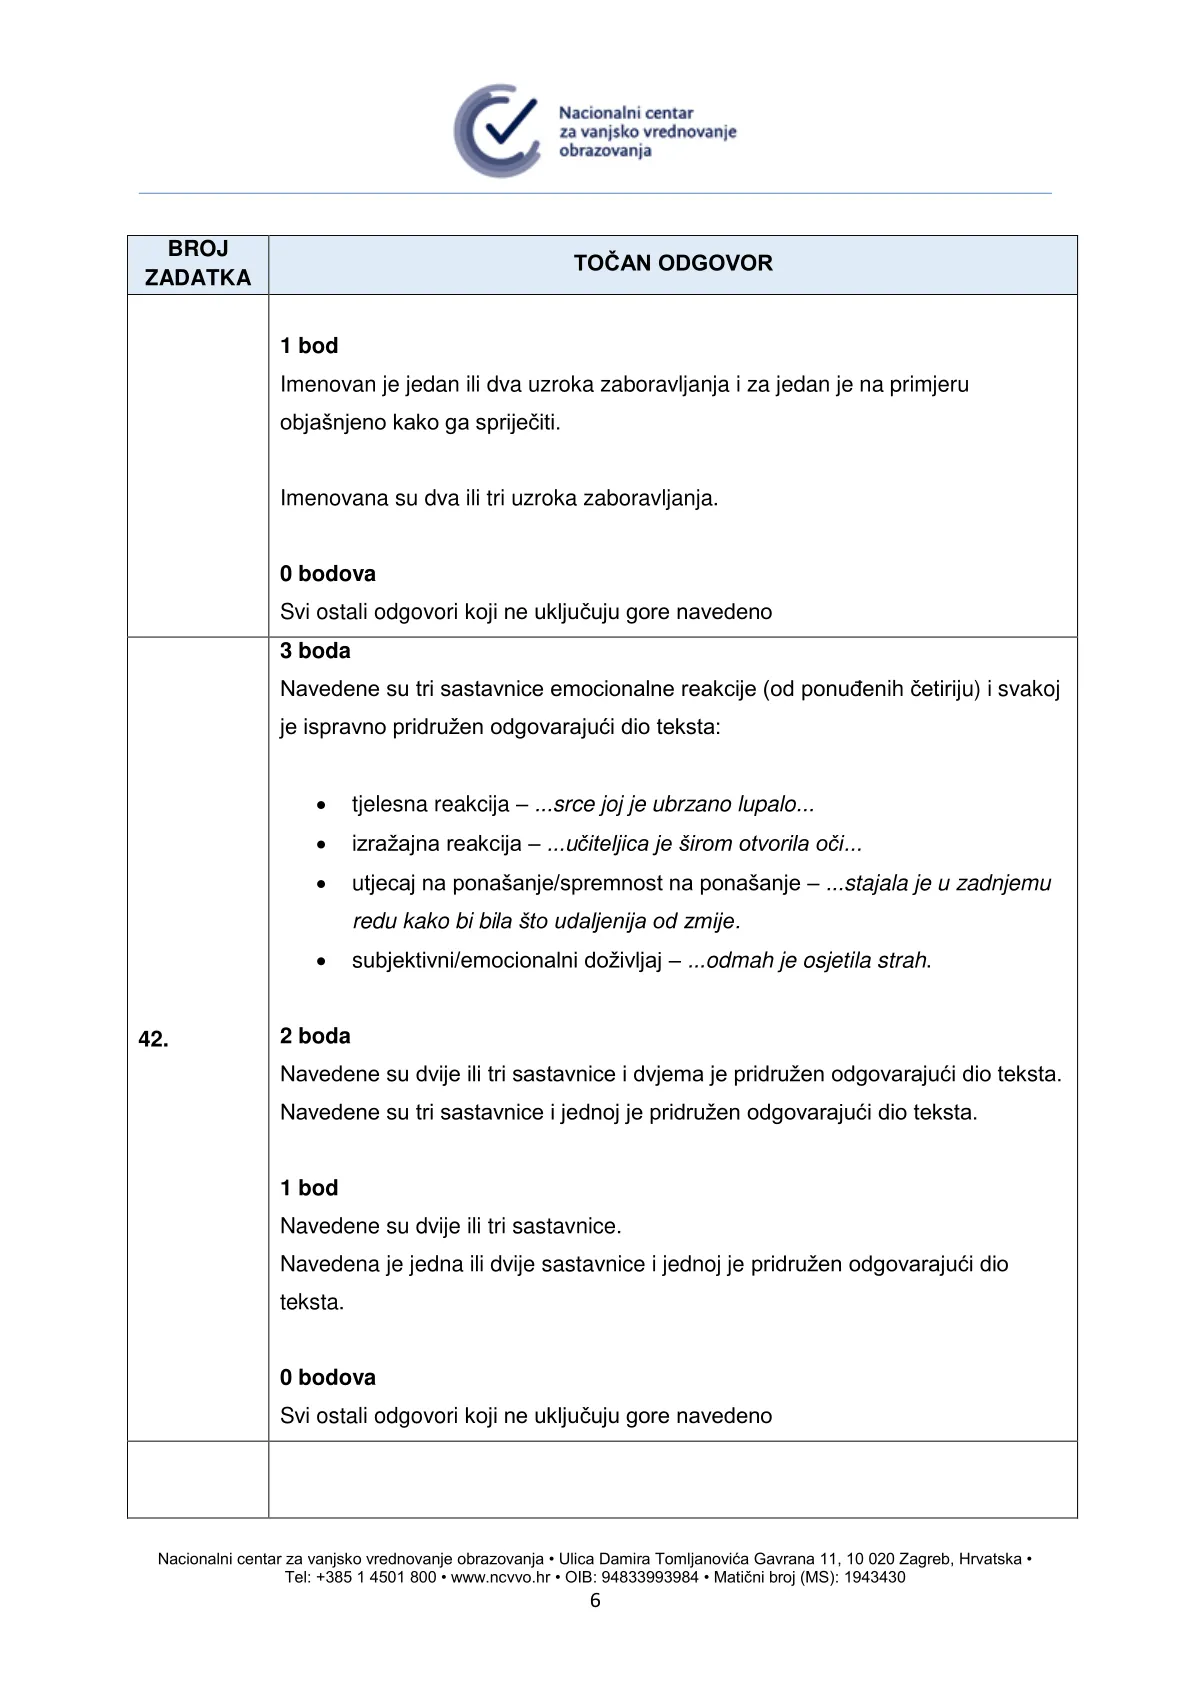 Nacionalni centar
za vanjsko vrednovanje
obrazovanja
BROJ
ZADATKA
TOČAN ODGOVOR
1 bod
Imenovan je jedan ili dva uzroka zaboravljanja i za jedan je na primjeru
objašnjeno kako ga spriječiti.
Imenovana su dva ili tri uzroka zaboravljanja.
0 bodova
Svi ostali odgovori koji ne uključuju gore navedeno
42.
3 boda
Navedene su tri sastavnice emocionalne reakcije (od ponuđenih četiriju) i svakoj
je ispravno pridružen odgovarajući dio teksta:
• tjelesna reakcija – ...srce joj je ubrzano lupalo...
• izražajna reakcija – ...učiteljica je širom otvorila oči...
• utjecaj na ponašanje/spremnost na ponašanje – ...stajala je u zadnjemu
redu kako bi bila što udaljenija od zmije.
• subjektivni/emocionalni doživljaj – ...odmah je osjetila strah.
2 boda
Navedene su dvije ili tri sastavnice i dvjema je pridružen odgovarajući dio teksta.
Navedene su tri sastavnice i jednoj je pridružen odgovarajući dio teksta.
1 bod
Navedene su dvije ili tri sastavnice.
Navedena je jedna ili dvije sastavnice i jednoj je pridružen odgovarajući dio
teksta.
0 bodova
Svi ostali odgovori koji ne uključuju gore navedeno
Nacionalni centar za vanjsko vrednovanje obrazovanja • Ulica Damira Tomljanovića Gavrana 11, 10 020 Zagreb, Hrvatska •
Tel: +385 1 4501 800 • www.ncvvo.hr • OIB: 94833993984 • Matični broj (MS): 1943430
6